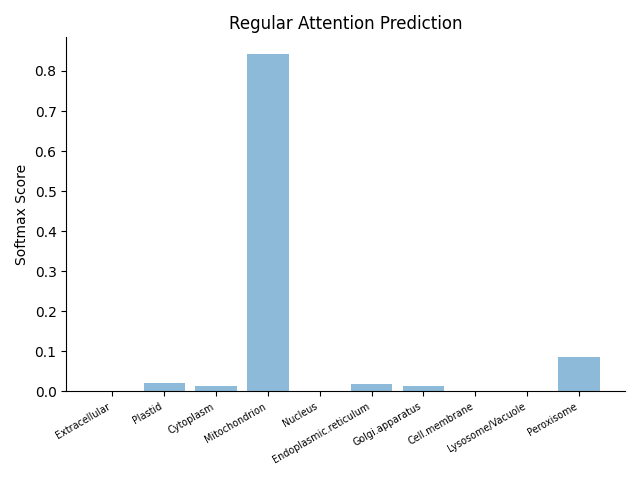 Regular Attention Prediction
Softmax Score
0.8
0.7
0.6
0.5
0.4
0.3
0.2
0.1
0.0
Extracellular
Plastid
Cytoplasm
Mitochondrion
Nucleus
Endoplasmic.reticulum
Golgi.apparatus
Cell.membrane
Lysosome/Vacuole
Peroxisome